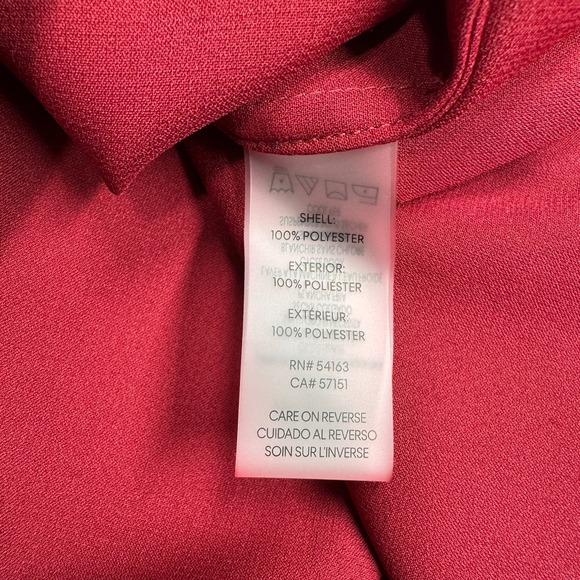 SHELL:
100% POLYESTER
EXTERIOR:
100% POLIÉSTER
EXTÉRIEUR:
100% POLYESTER
RN# 54163
CA# 57151
CARE ON REVERSE
CUIDADO AL REVERSO
SOIN SUR L'INVERSE